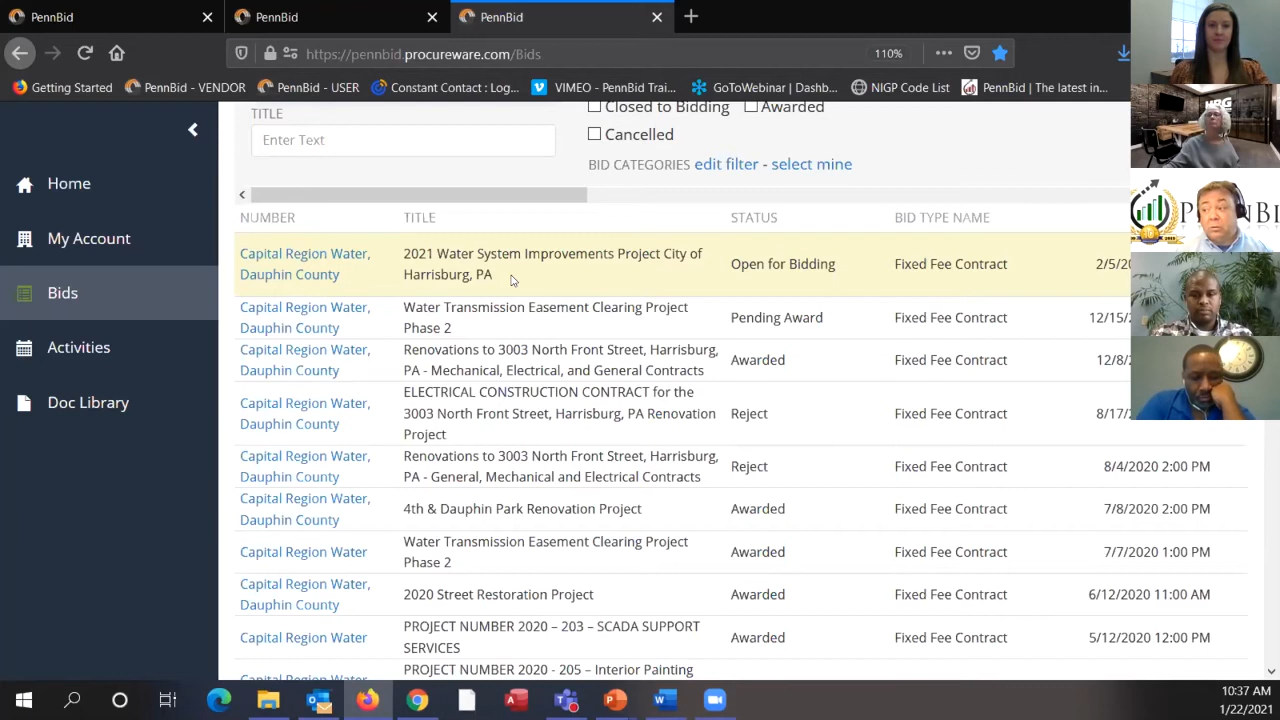 PennBid
PennBid
PennBid
https://pennbid.procureware.com/Bids
110%
Getting Started
PennBid - VENDOR
PennBid - USER
Constant Contact : Log...
VIMEO - PennBid Trai...
GoToWebinar | Dashb...
NIGP Code List
PennBid | The latest in...
Home
My Account
Bids
Activities
Doc Library
TITLE
Enter Text
Closed to Bidding
Awarded
Cancelled
BID CATEGORIES edit filter - select mine
NUMBER TITLE STATUS BID TYPE NAME
Capital Region Water, Dauphin County
2021 Water System Improvements Project City of
Harrisburg, PA
Open for Bidding
Fixed Fee Contract
2/5/20
Capital Region Water, Dauphin County
Water Transmission Easement Clearing Project
Phase 2
Pending Award
Fixed Fee Contract
12/15/
Capital Region Water, Dauphin County
Renovations to 3003 North Front Street, Harrisburg,
PA - Mechanical, Electrical, and General Contracts
Awarded
Fixed Fee Contract
12/8/
Capital Region Water, Dauphin County
ELECTRICAL CONSTRUCTION CONTRACT for the
3003 North Front Street, Harrisburg, PA Renovation
Project
Reject
Fixed Fee Contract
8/17/
Capital Region Water, Dauphin County
Renovations to 3003 North Front Street, Harrisburg,
PA - General, Mechanical and Electrical Contracts
Reject
Fixed Fee Contract
8/4/2020 2:00 PM
Capital Region Water, Dauphin County
4th & Dauphin Park Renovation Project
Awarded
Fixed Fee Contract
7/8/2020 2:00 PM
Capital Region Water
Water Transmission Easement Clearing Project
Phase 2
Awarded
Fixed Fee Contract
7/7/2020 1:00 PM
Capital Region Water, Dauphin County
2020 Street Restoration Project
Awarded
Fixed Fee Contract
6/12/2020 11:00 AM
Capital Region Water
PROJECT NUMBER 2020 – 203 – SCADA SUPPORT
SERVICES
Awarded
Fixed Fee Contract
5/12/2020 12:00 PM
PROJECT NUMBER 2020 - 205 – Interior Painting
HRG
10:37 AM
1/22/2021